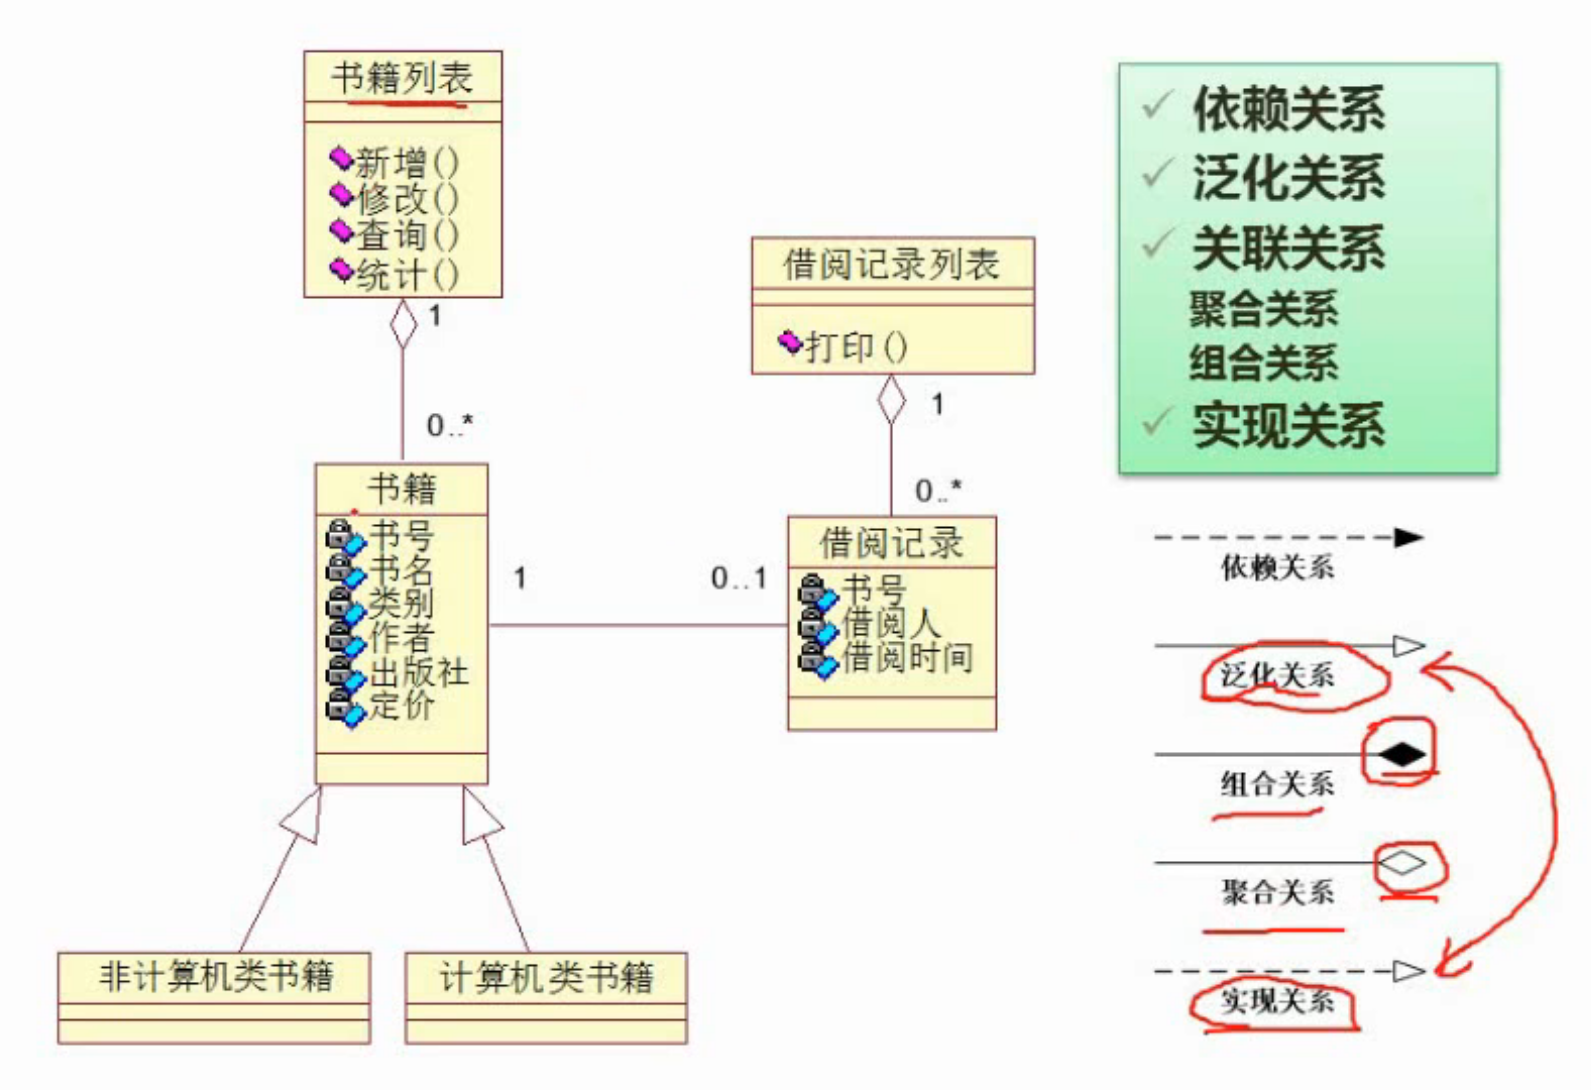 书籍列表
新增()
修改()
查询()
统计()
1
0..*
书籍
书号
书名
类别
作者
出版社
定价
1
0..1
借阅记录列表
打印()
1
0..*
借阅记录
书号
借阅人
借阅时间
非计算机类书籍
计算机类书籍
✓ 依赖关系
✓ 泛化关系
✓ 关联关系
聚合关系
组合关系
✓ 实现关系
依赖关系
泛化关系
组合关系
聚合关系
实现关系